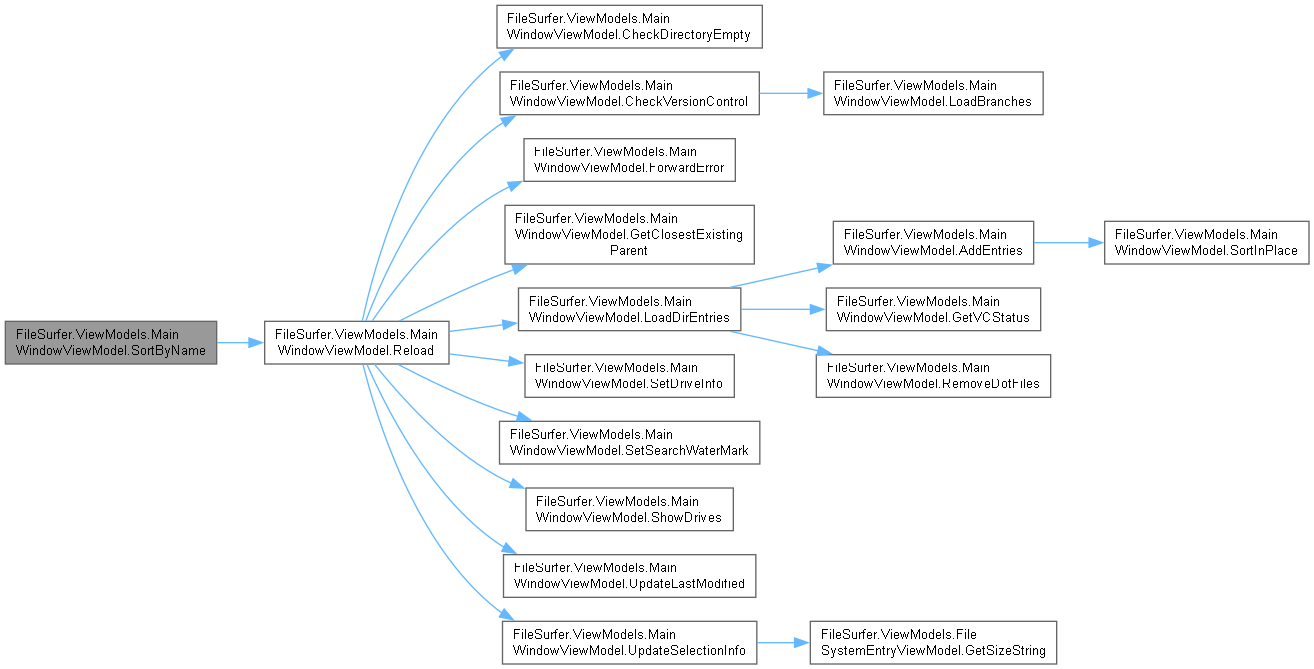 FileSurfer.ViewModels.Main
WindowViewModel.SortByName
FileSurfer.ViewModels.Main
WindowViewModel.Reload
FileSurfer.ViewModels.Main
WindowViewModel.CheckDirectoryEmpty
FileSurfer.ViewModels.Main
WindowViewModel.CheckVersionControl
FileSurfer.ViewModels.Main
WindowViewModel.LoadBranches
FileSurfer.ViewModels.Main
WindowViewModel.ForwardError
FileSurfer.ViewModels.Main
WindowViewModel.GetClosestExisting
Parent
FileSurfer.ViewModels.Main
WindowViewModel.LoadDirEntries
FileSurfer.ViewModels.Main
WindowViewModel.AddEntries
FileSurfer.ViewModels.Main
WindowViewModel.SortInPlace
FileSurfer.ViewModels.Main
WindowViewModel.GetVCStatus
FileSurfer.ViewModels.Main
WindowViewModel.RemoveDotFiles
FileSurfer.ViewModels.Main
WindowViewModel.SetDriveInfo
FileSurfer.ViewModels.Main
WindowViewModel.SetSearchWaterMark
FileSurfer.ViewModels.Main
WindowViewModel.ShowDrives
FileSurfer.ViewModels.Main
WindowViewModel.UpdateLastModified
FileSurfer.ViewModels.Main
WindowViewModel.UpdateSelectionInfo
FileSurfer.ViewModels.File
SystemEntryViewModel.GetSizeString